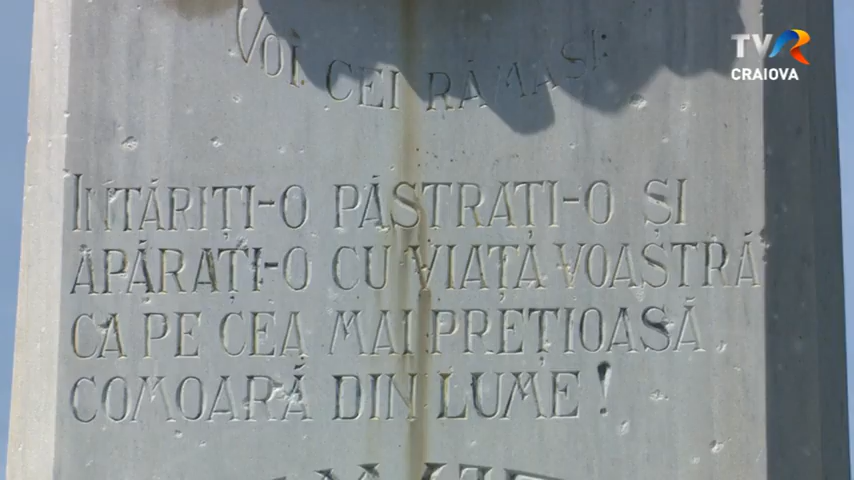 TVR
CRAIOVA
VOI CEI RĂMAȘI:
ÎNTĂRIȚI-O PĂSTRAȚI-O ȘI
APĂRAȚI-O CU VIAȚA VOASTRĂ
CA PE CEA MAI PREȚIOASĂ
COMOARĂ DIN LUME!